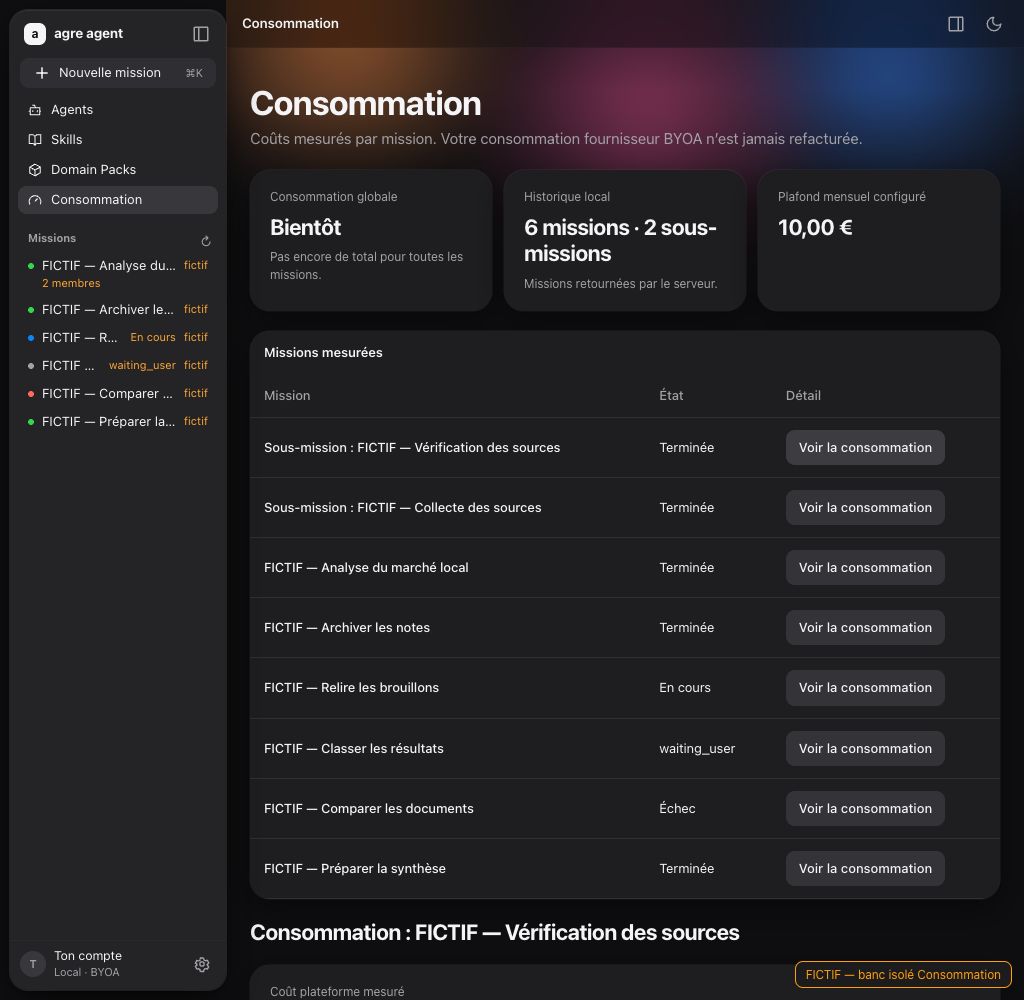 a agre agent
Nouvelle mission ⌘K
Agents
Skills
Domain Packs
Consommation
Missions
FICTIF — Analyse du... fictif
2 membres
FICTIF — Archiver le... fictif
FICTIF — R... En cours fictif
FICTIF ... waiting_user fictif
FICTIF — Comparer ... fictif
FICTIF — Préparer la... fictif
T Ton compte
Local · BYOA
Consommation
Consommation
Coûts mesurés par mission. Votre consommation fournisseur BYOA n’est jamais refacturée.
Consommation globale
Bientôt
Pas encore de total pour toutes les
missions.
Historique local
6 missions · 2 sous-
missions
Missions retournées par le serveur.
Plafond mensuel configuré
10,00 €
Missions mesurées
Mission État Détail
Sous-mission : FICTIF — Vérification des sources Terminée Voir la consommation
Sous-mission : FICTIF — Collecte des sources Terminée Voir la consommation
FICTIF — Analyse du marché local Terminée Voir la consommation
FICTIF — Archiver les notes Terminée Voir la consommation
FICTIF — Relire les brouillons En cours Voir la consommation
FICTIF — Classer les résultats waiting_user Voir la consommation
FICTIF — Comparer les documents Échec Voir la consommation
FICTIF — Préparer la synthèse Terminée Voir la consommation
Consommation : FICTIF — Vérification des sources
Coût plateforme mesuré
FICTIF — banc isolé Consommation